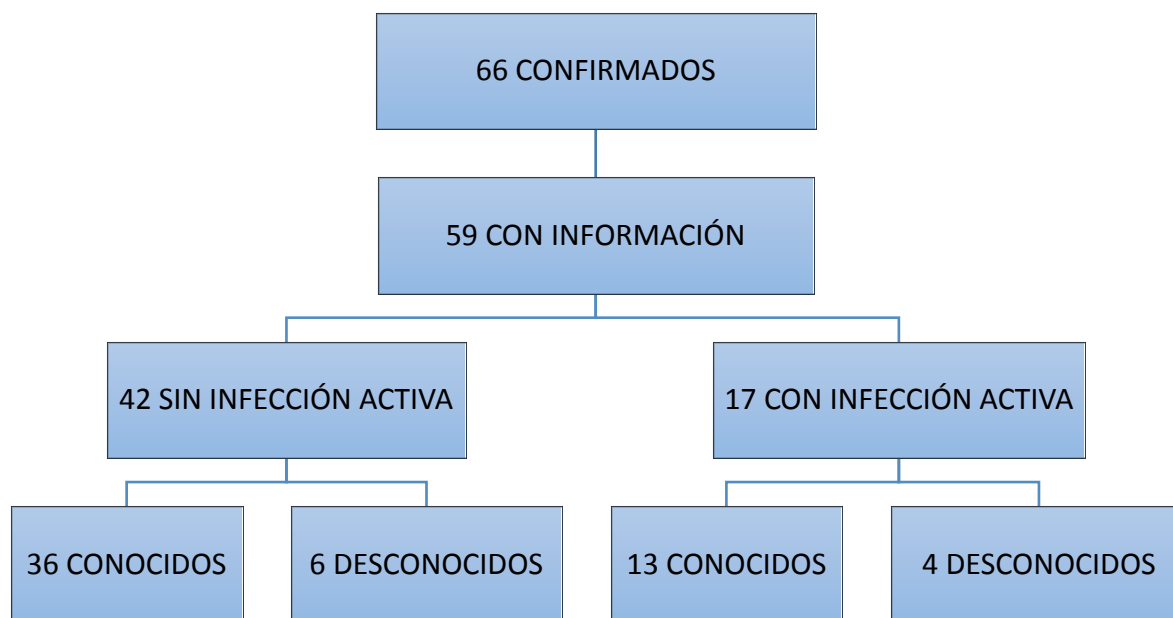 66 CONFIRMADOS
59 CON INFORMACIÓN
42 SIN INFECCIÓN ACTIVA
17 CON INFECCIÓN ACTIVA
36 CONOCIDOS
6 DESCONOCIDOS
13 CONOCIDOS
4 DESCONOCIDOS